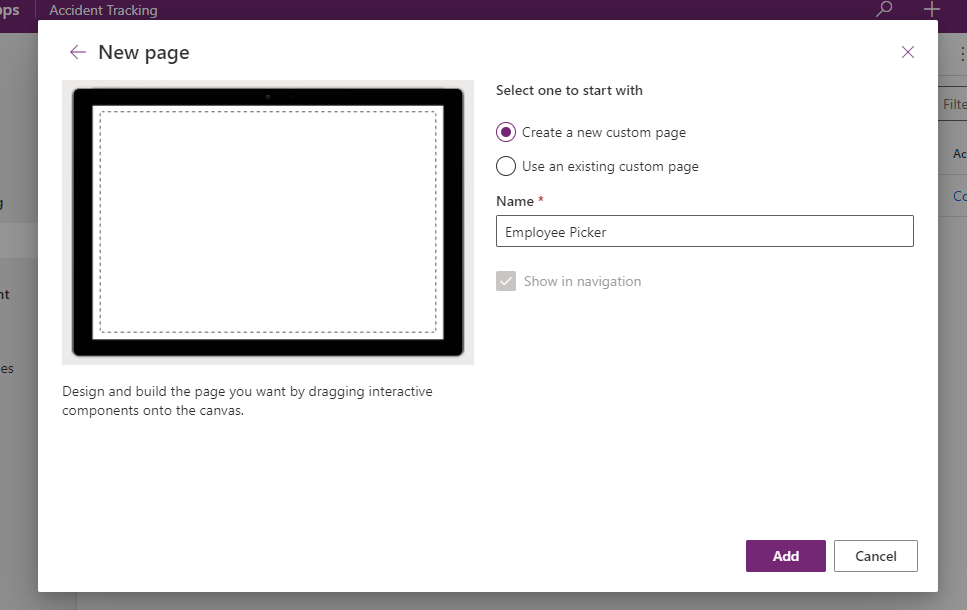 Accident Tracking
New page
Select one to start with
Create a new custom page
Use an existing custom page
Name *
Employee Picker
Show in navigation
Design and build the page you want by dragging interactive
components onto the canvas.
Add
Cancel